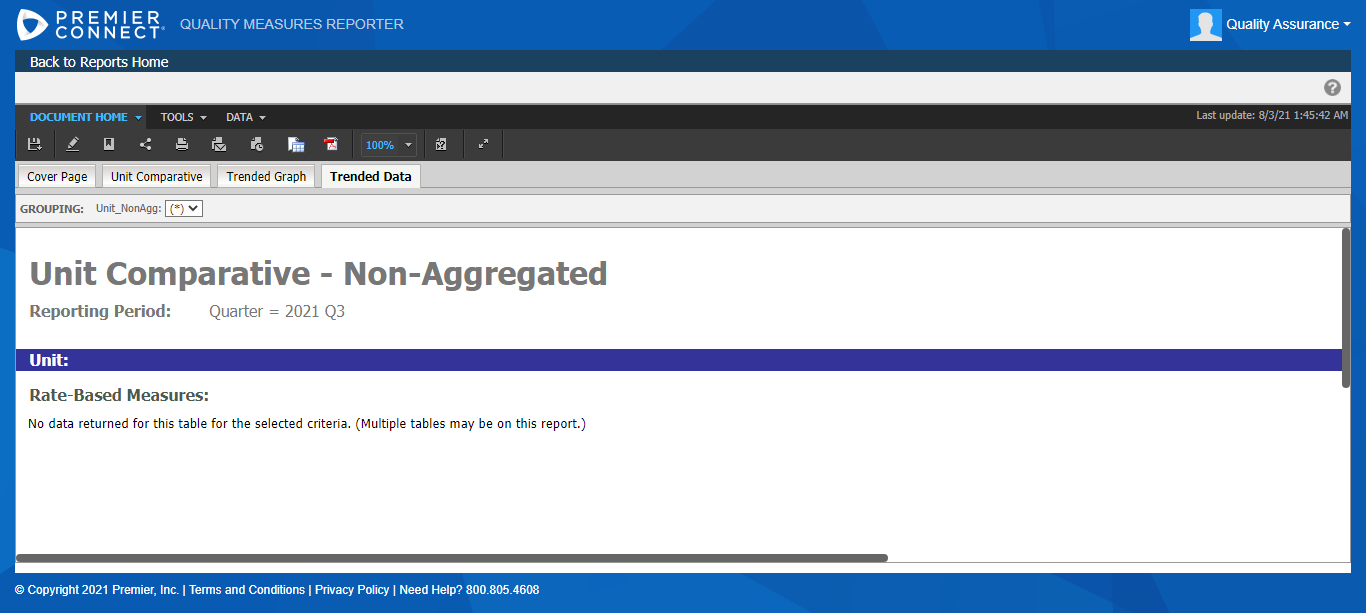 PREMIER CONNECT® QUALITY MEASURES REPORTER
Quality Assurance
Back to Reports Home
?
DOCUMENT HOME TOOLS DATA
Last update: 8/3/21 1:45:42 AM
100%
Cover Page Unit Comparative Trended Graph Trended Data
GROUPING: Unit_NonAgg: (*)
Unit Comparative - Non-Aggregated
Reporting Period: Quarter = 2021 Q3
Unit:
Rate-Based Measures:
No data returned for this table for the selected criteria. (Multiple tables may be on this report.)
© Copyright 2021 Premier, Inc. | Terms and Conditions | Privacy Policy | Need Help? 800.805.4608